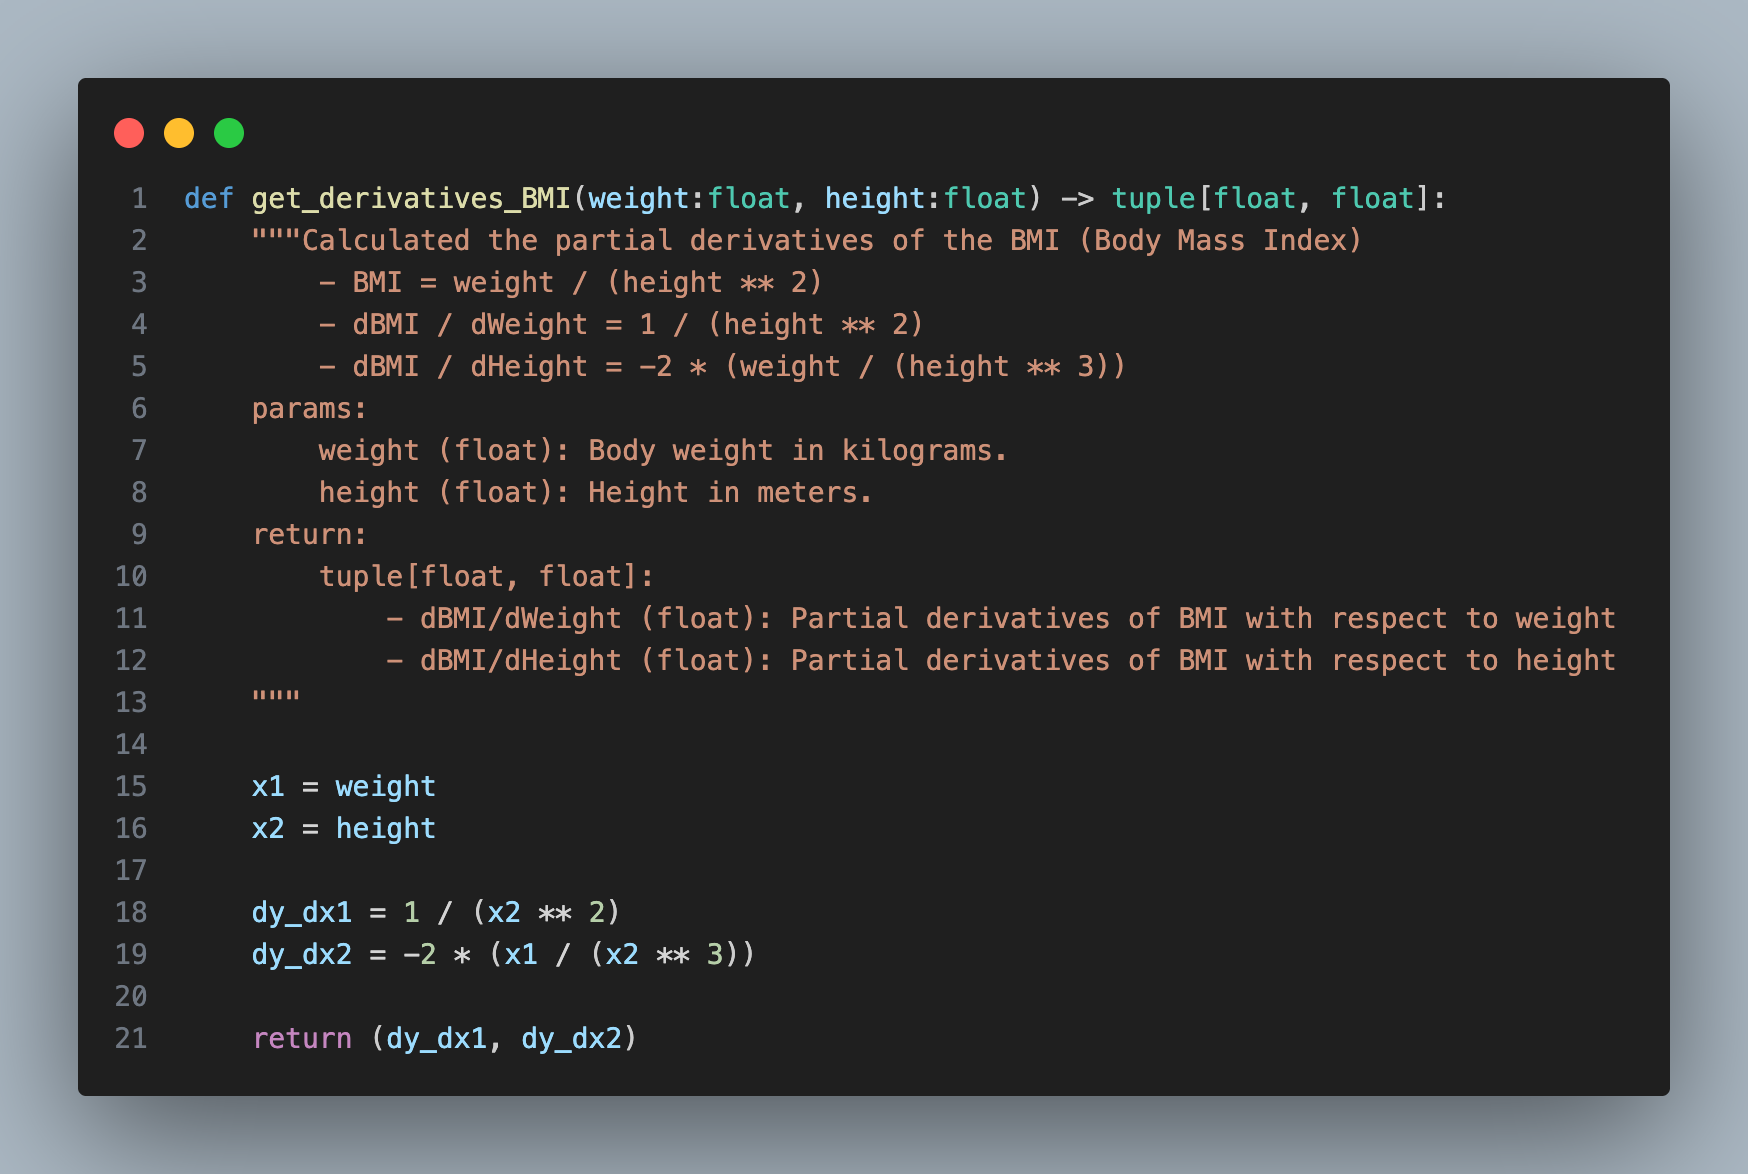 1 def get_derivatives_BMI(weight:float, height:float) -> tuple[float, float]:
2     """Calculated the partial derivatives of the BMI (Body Mass Index)
3         - BMI = weight / (height ** 2)
4         - dBMI / dWeight = 1 / (height ** 2)
5         - dBMI / dHeight = -2 * (weight / (height ** 3))
6     params:
7         weight (float): Body weight in kilograms.
8         height (float): Height in meters.
9     return:
10         tuple[float, float]:
11             - dBMI/dWeight (float): Partial derivatives of BMI with respect to weight
12             - dBMI/dHeight (float): Partial derivatives of BMI with respect to height
13     """
14
15     x1 = weight
16     x2 = height
17
18     dy_dx1 = 1 / (x2 ** 2)
19     dy_dx2 = -2 * (x1 / (x2 ** 3))
20
21     return (dy_dx1, dy_dx2)